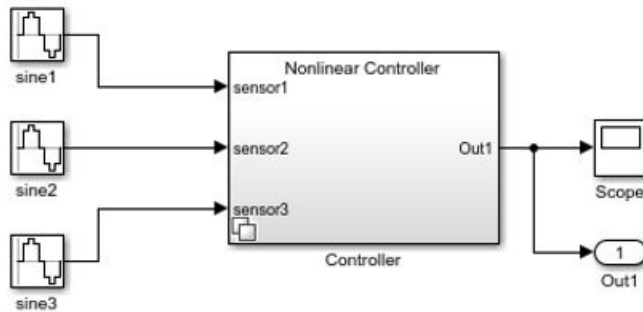 sine1
Nonlinear Controller
sensor1
sine2
sensor2
Out1
Scope
sensor3
Controller
1
Out1
sine3